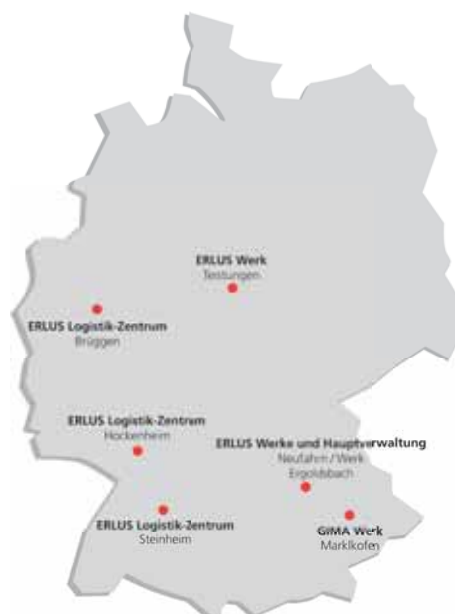 ERLUS Werk
Teistungen
ERLUS Logistik-Zentrum
Brüggen
ERLUS Logistik-Zentrum
Hockenheim
ERLUS Werke und Hauptverwaltung
Neufahrn/Werk
Ergoldsbach
ERLUS Logistik-Zentrum
Steinheim
GIMA Werk
Marklkofen